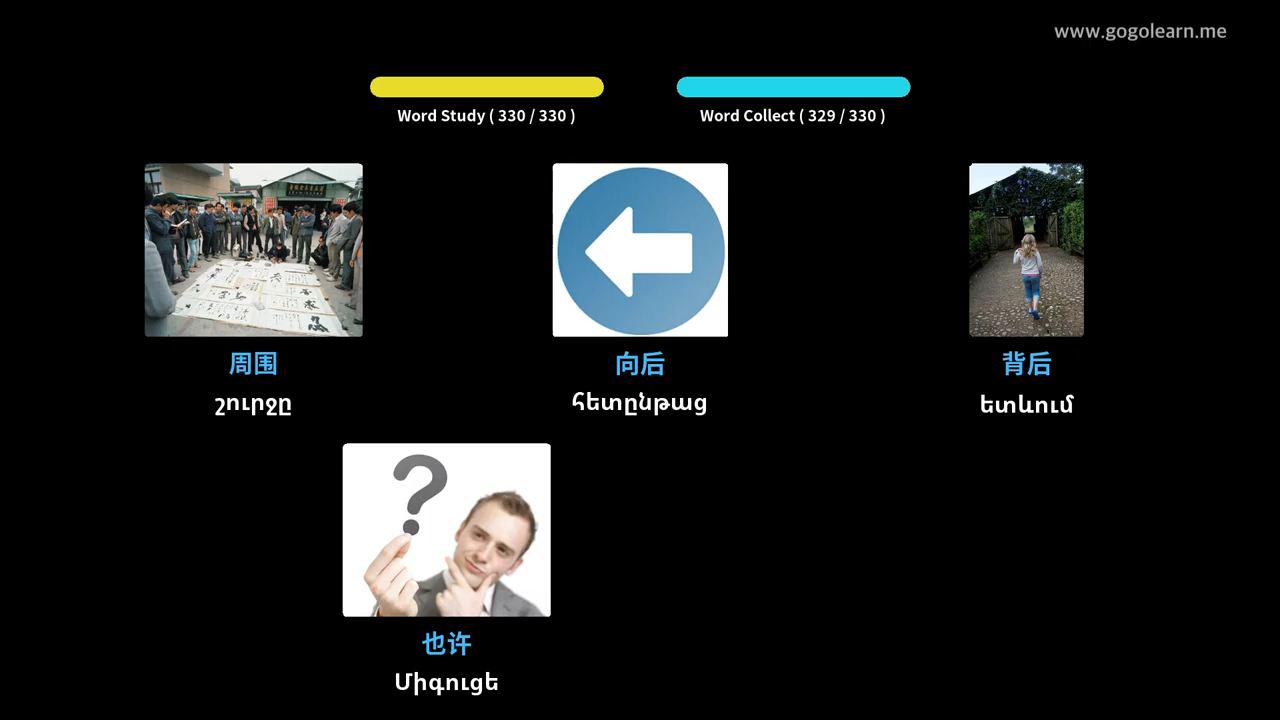 www.gogolearn.me
Word Study ( 330 / 330 )
Word Collect ( 329 / 330 )
周围
向后
背后
շուրջը
հետընթաց
ետևում
也许
Միգուցե